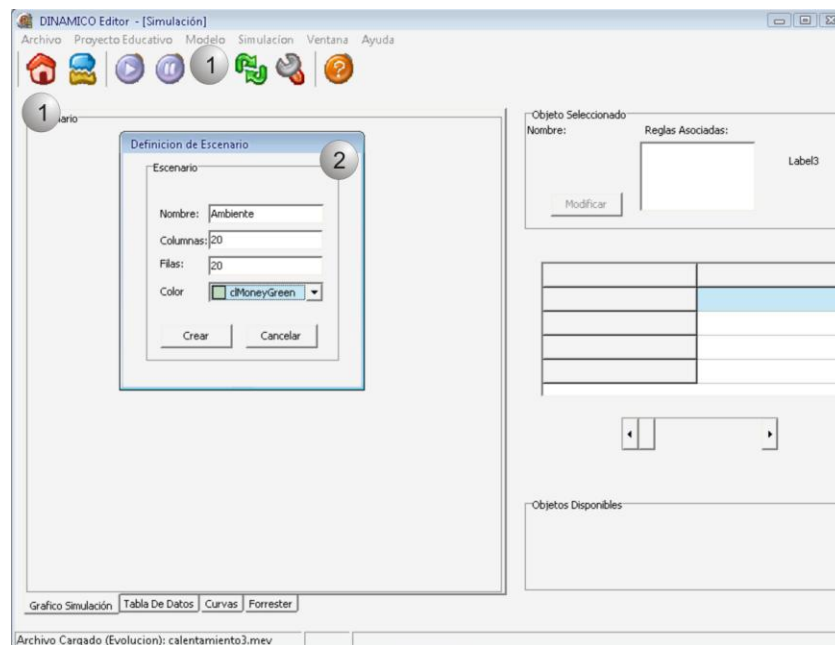 DINAMICO Editor - [Simulación]
Archivo Proyecto Educativo Modelo Simulacion Ventana Ayuda
1
1
ario
Definicion de Escenario
2
Escenario
Nombre: Ambiente
Columnas: 20
Filas: 20
Color clMoneyGreen
Crear Cancelar
Objeto Seleccionado
Nombre: Reglas Asociadas:
Label3
Modificar
Objetos Disponibles
Grafico Simulación Tabla De Datos Curvas Forrester
Archivo Cargado (Evolucion): calentamiento3.mev